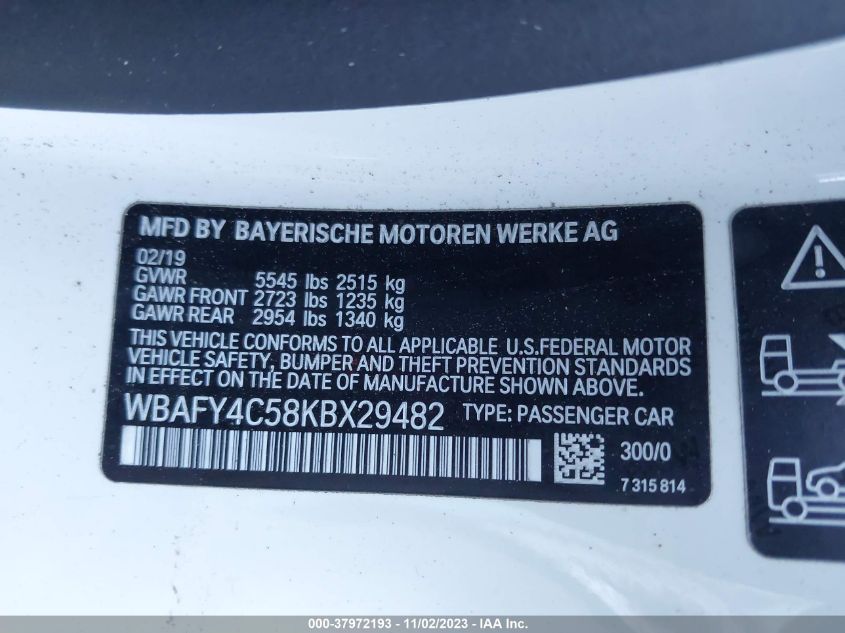 MFD BY BAYERISCHE MOTOREN WERKE AG
02/19
GVWR 5545 lbs 2515 kg
GAWR FRONT 2723 lbs 1235 kg
GAWR REAR 2954 lbs 1340 kg
THIS VEHICLE CONFORMS TO ALL APPLICABLE U.S.FEDERAL MOTOR
VEHICLE SAFETY, BUMPER AND THEFT PREVENTION STANDARDS
IN EFFECT ON THE DATE OF MANUFACTURE SHOWN ABOVE.
WBAFY4C58KBX29482 TYPE: PASSENGER CAR
300/0
7 315 814
000-37972193 - 11/02/2023 - IAA Inc.